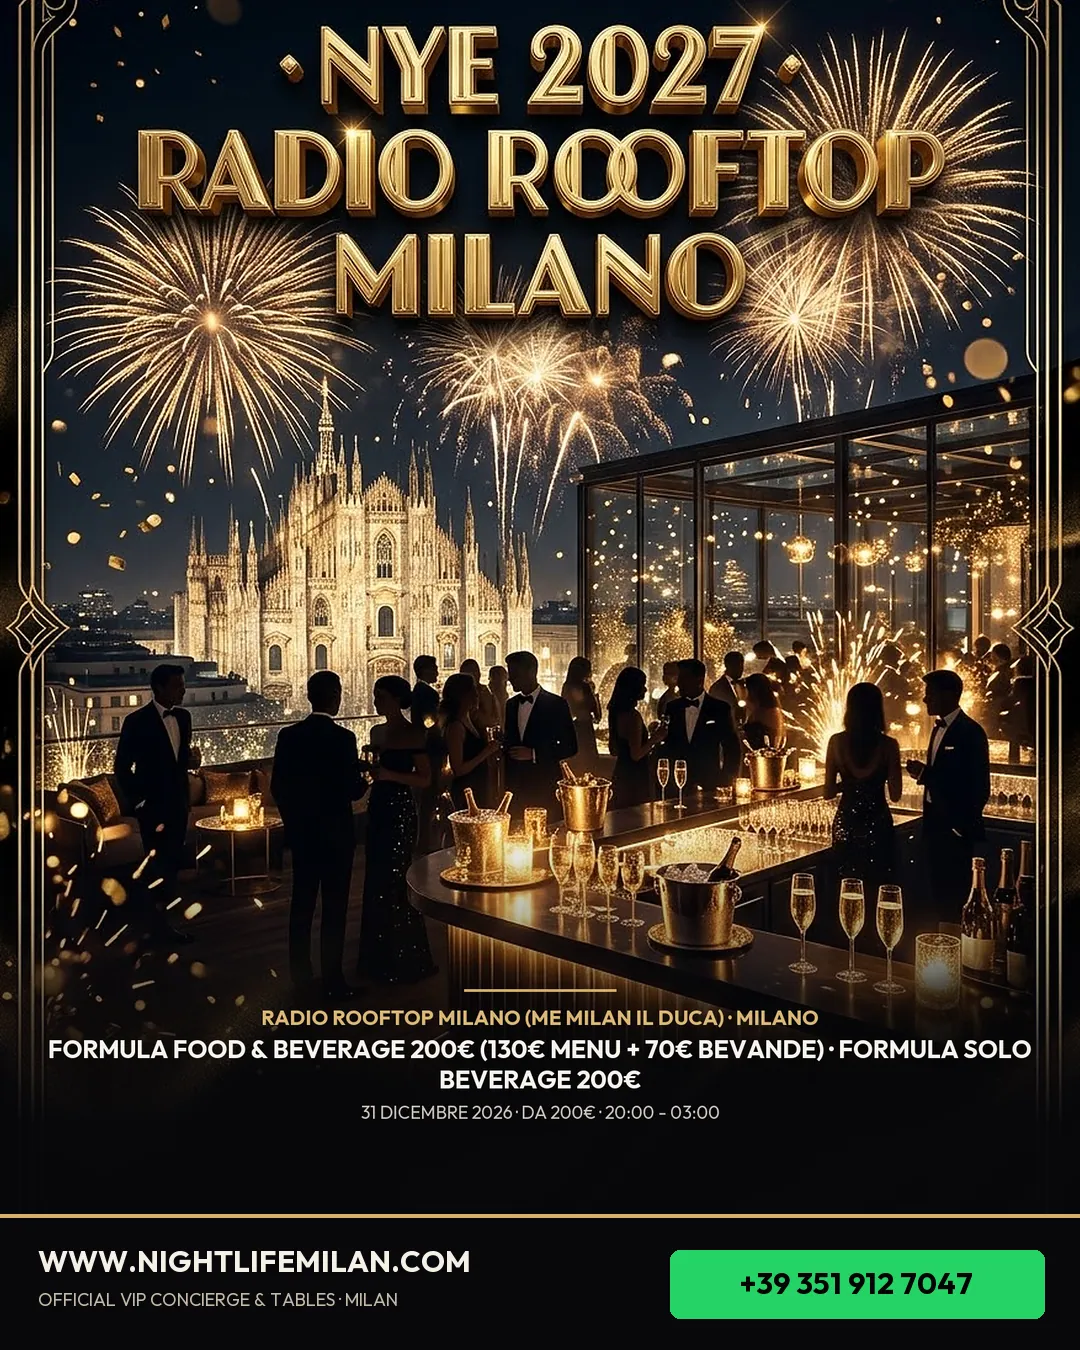 · NYE 2027 ·
RADIO ROOFTOP
MILANO
RADIO ROOFTOP MILANO (ME MILAN IL DUCA) · MILANO
FORMULA FOOD & BEVERAGE 200€ (130€ MENU + 70€ BEVANDE) · FORMULA SOLO
BEVERAGE 200€
31 DICEMBRE 2026 · DA 200€ · 20:00 - 03:00
WWW.NIGHTLIFEMILAN.COM
OFFICIAL VIP CONCIERGE & TABLES · MILAN
+39 351 912 7047